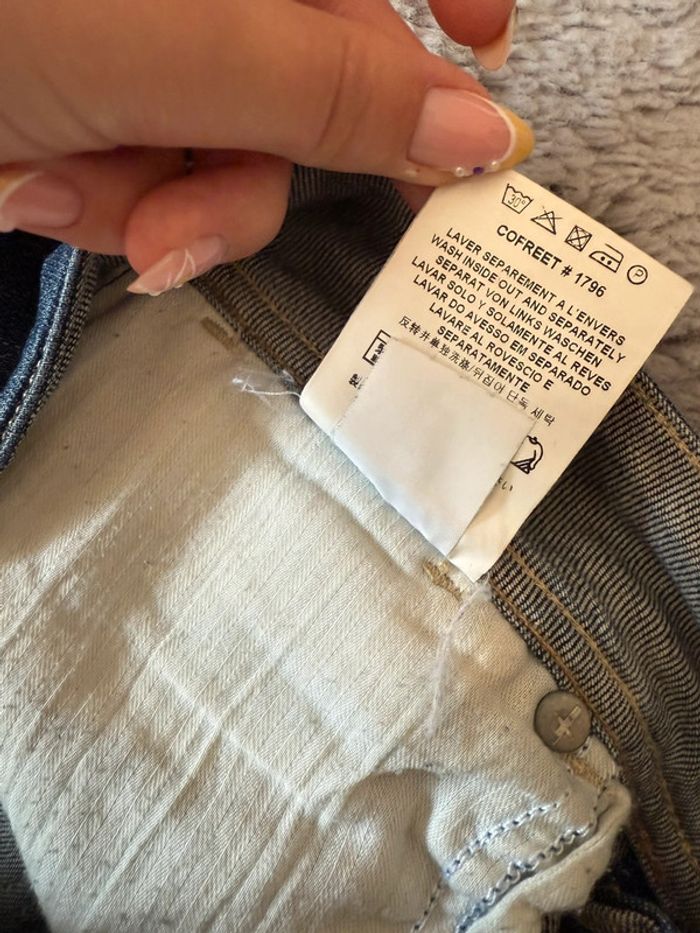 30°
P
COFREET # 1796
LAVER SEPAREMENT A L'ENVERS
WASH INSIDE OUT AND SEPARATELY
SEPARAT VON LINKS WASCHEN
LAVAR SOLO Y SOLAMENTE AL REVES
LAVAR DO AVESSO EM SEPARADO
LAVARE AL ROVESCIO E
SEPARATAMENTE
反转并单独洗涤/뒤집어 단독 세탁